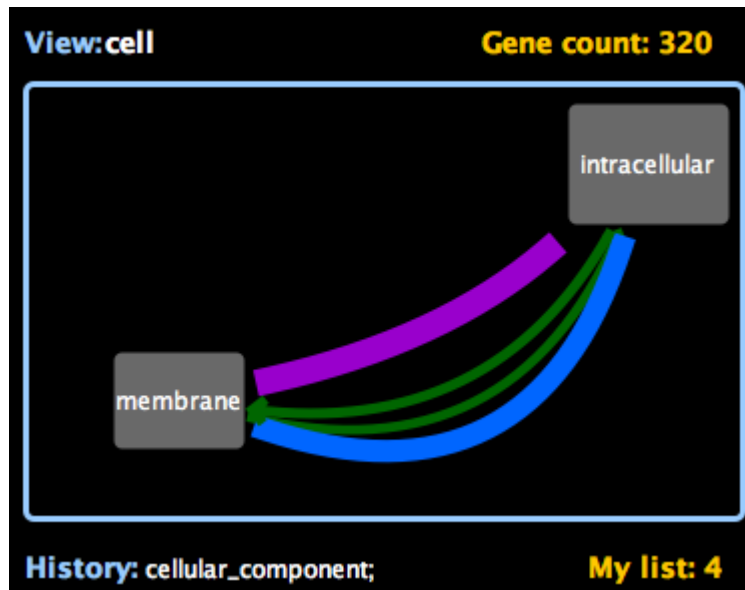 View:cell
Gene count: 320
intracellular
membrane
History: cellular_component;
My list: 4